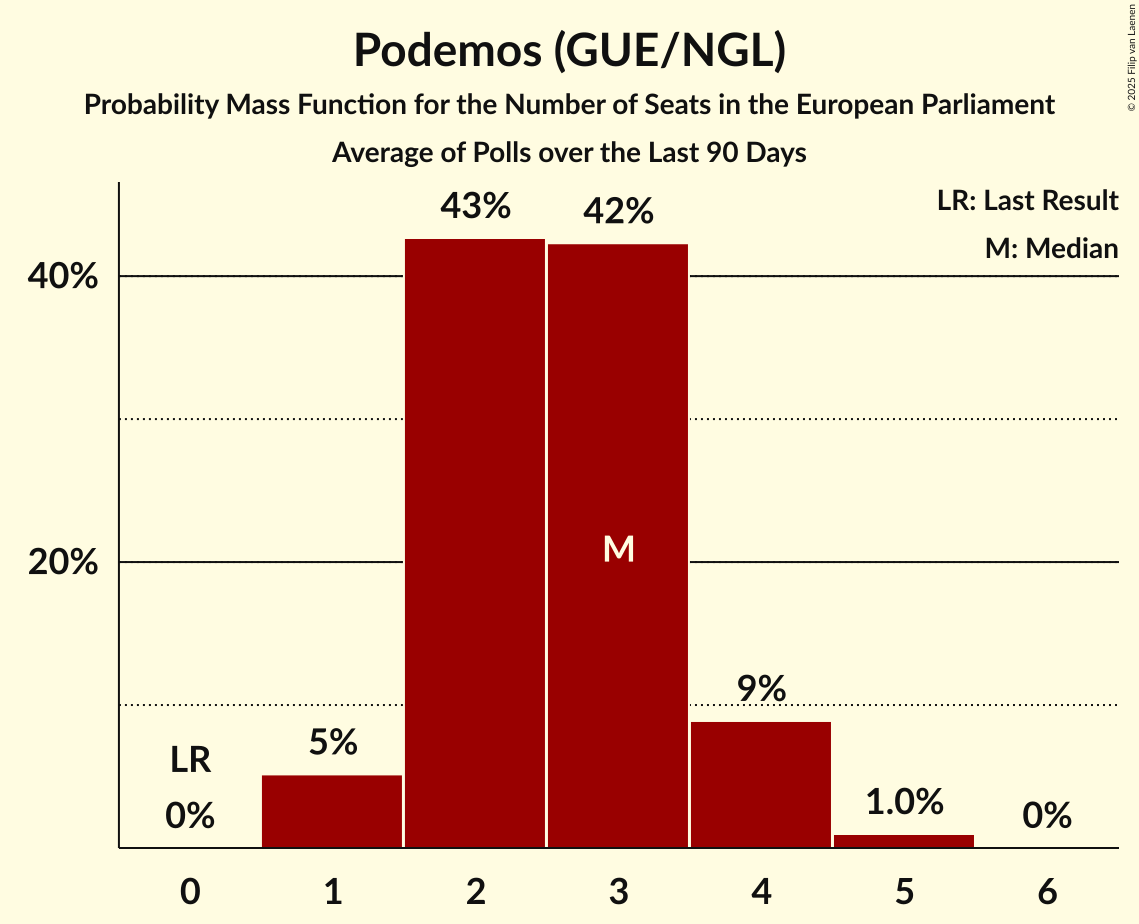 Podemos (GUE/NGL)
Probability Mass Function for the Number of Seats in the European Parliament
Average of Polls over the Last 90 Days
© 2025 Filip van Laenen
LR: Last Result
M: Median
43%
42%
40%
M
20%
9%
5%
LR
1.0%
0%
0%
0
1
2
3
4
5
6